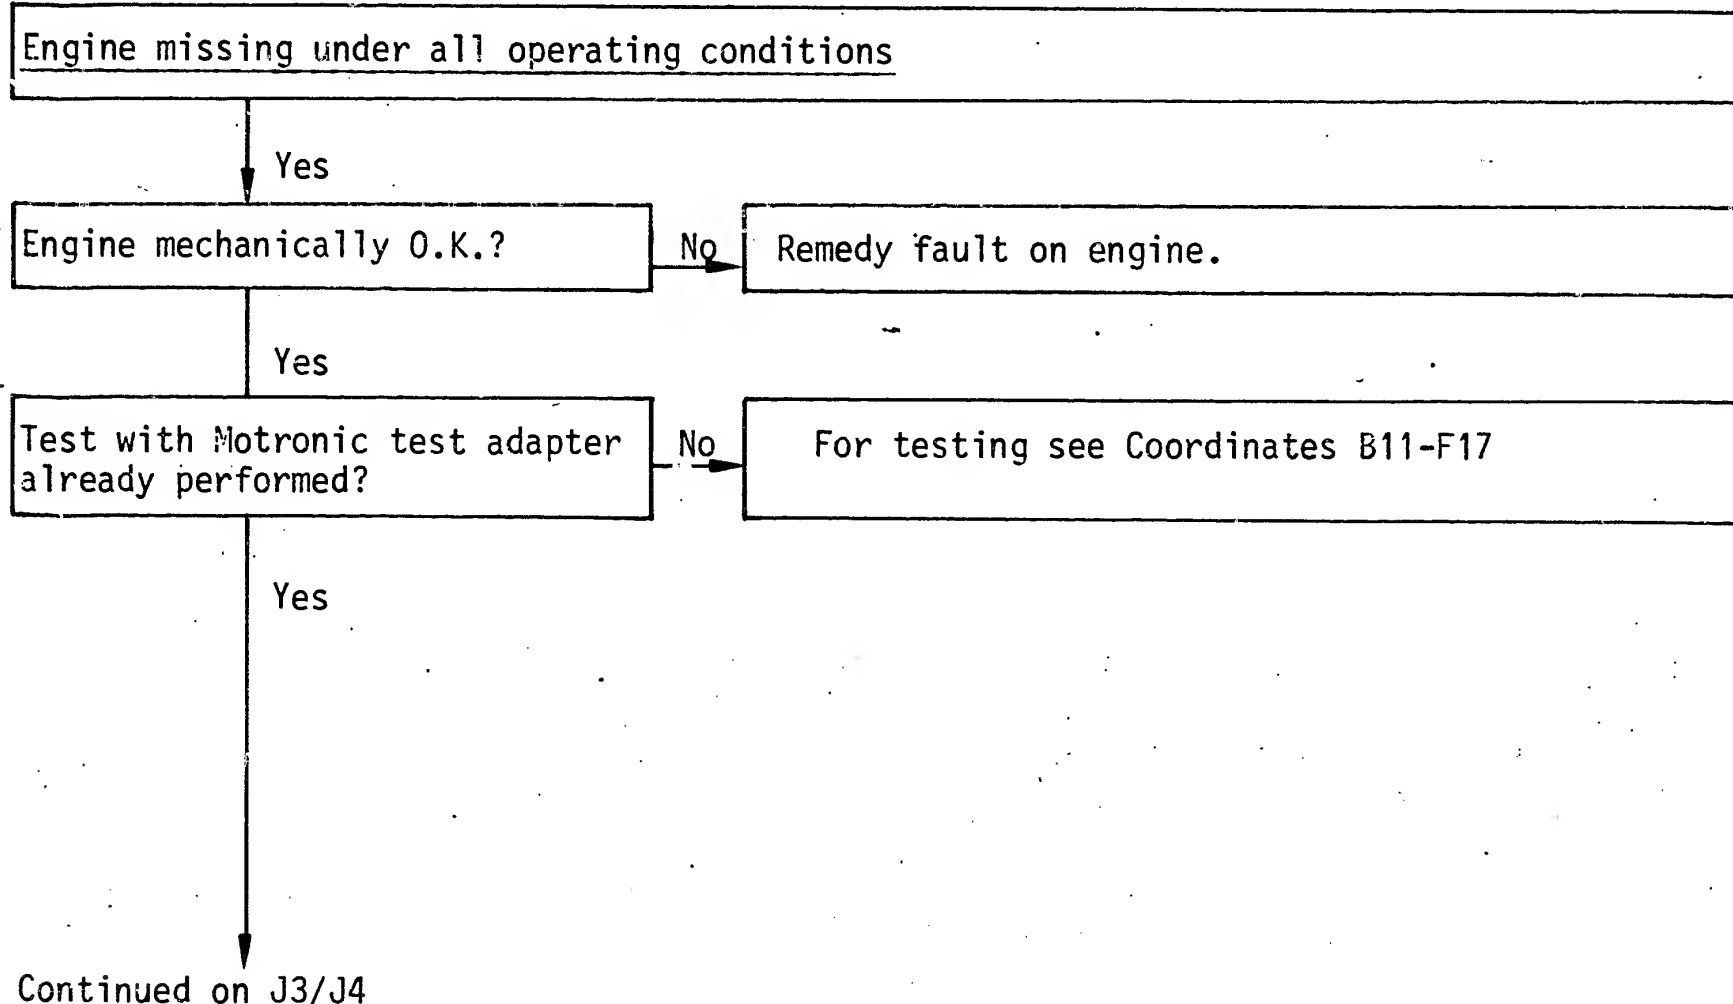 Engine missing under all operating conditions
Yes
Engine mechanically O.K.?
No
Remedy fault on engine.
Yes
Test with Motronic test adapter
already performed?
No
For testing see Coordinates B11-F17
Yes
Continued on J3/J4